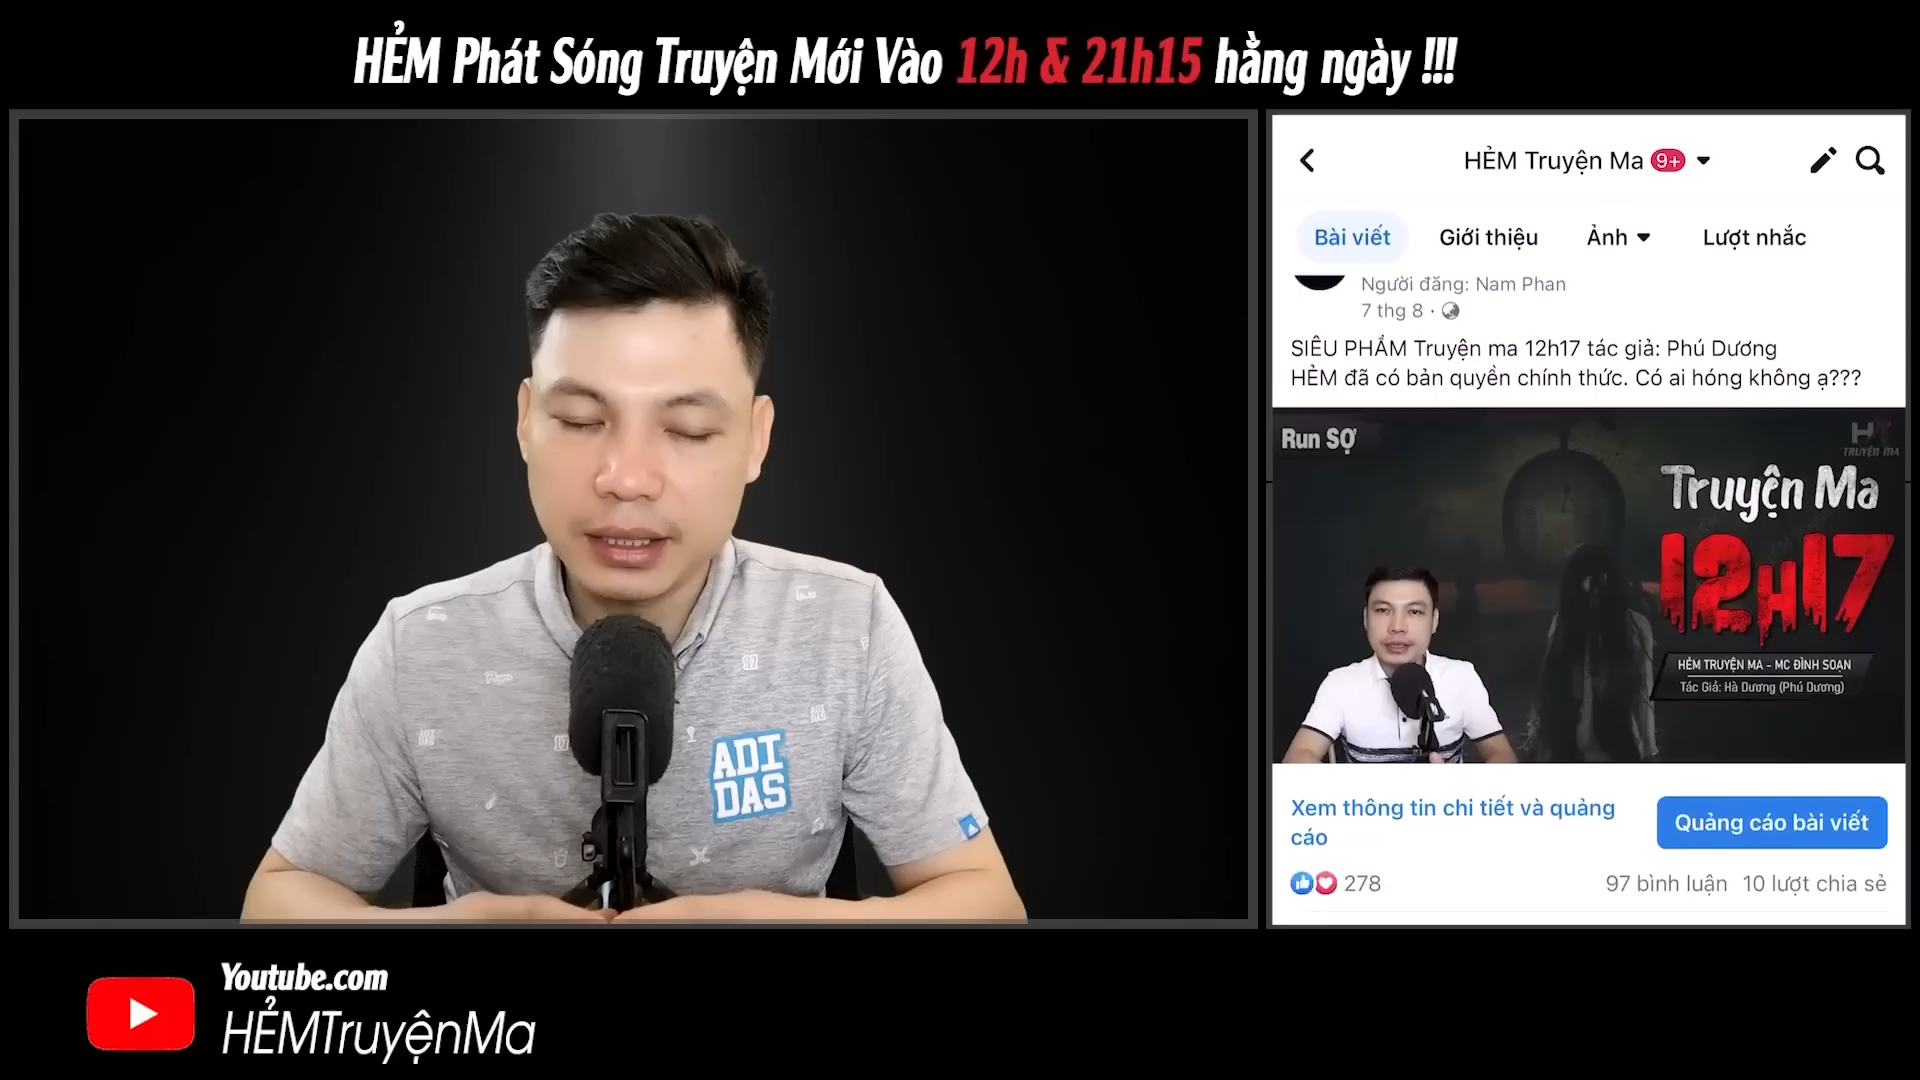 HẺM Phát Sóng Truyện Mới Vào 12h & 21h15 hằng ngày !!!
HẺM Truyện Ma 9+
Bài viết Giới thiệu Ảnh Lượt nhắc
Người đăng: Nam Phan
7 thg 8 ·
SIÊU PHẨM Truyện ma 12h17 tác giả: Phú Dương
HẺM đã có bản quyền chính thức. Có ai hóng không ạ???
Run SỢ
HT
TRUYỆN MA
Truyện Ma
12H17
HẺM TRUYỆN MA - MC ĐÌNH SOẠN
Tác Giả: Hà Dương (Phú Dương)
Xem thông tin chi tiết và quảng
cáo
Quảng cáo bài viết
278
97 bình luận 10 lượt chia sẻ
97
ADI
DAS
Youtube.com
HẺMTruyệnMa